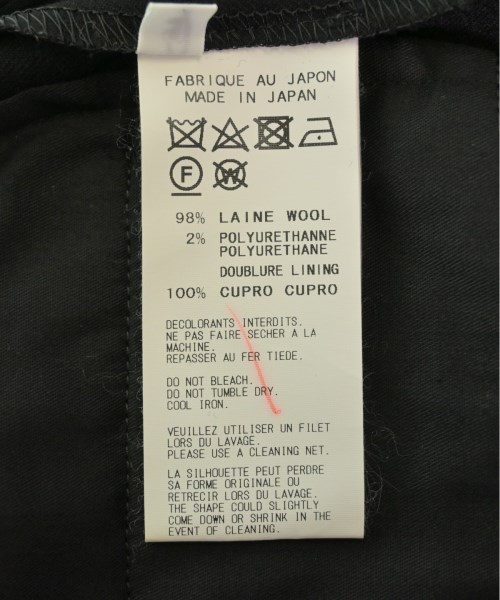 FABRIQUE AU JAPON
MADE IN JAPAN
F W
98% LAINE WOOL
2% POLYURETHANNE
POLYURETHANE
DOUBLURE LINING
100% CUPRO CUPRO
DECOLORANTS INTERDITS.
NE PAS FAIRE SECHER A LA
MACHINE.
REPASSER AU FER TIEDE.
DO NOT BLEACH.
DO NOT TUMBLE DRY.
COOL IRON.
VEUILLEZ UTILISER UN FILET
LORS DU LAVAGE.
PLEASE USE A CLEANING NET.
LA SILHOUETTE PEUT PERDRE
SA FORME ORIGINALE OU
RETRECIR LORS DU LAVAGE.
THE SHAPE COULD SLIGHTLY
COME DOWN OR SHRINK IN THE
EVENT OF CLEANING.